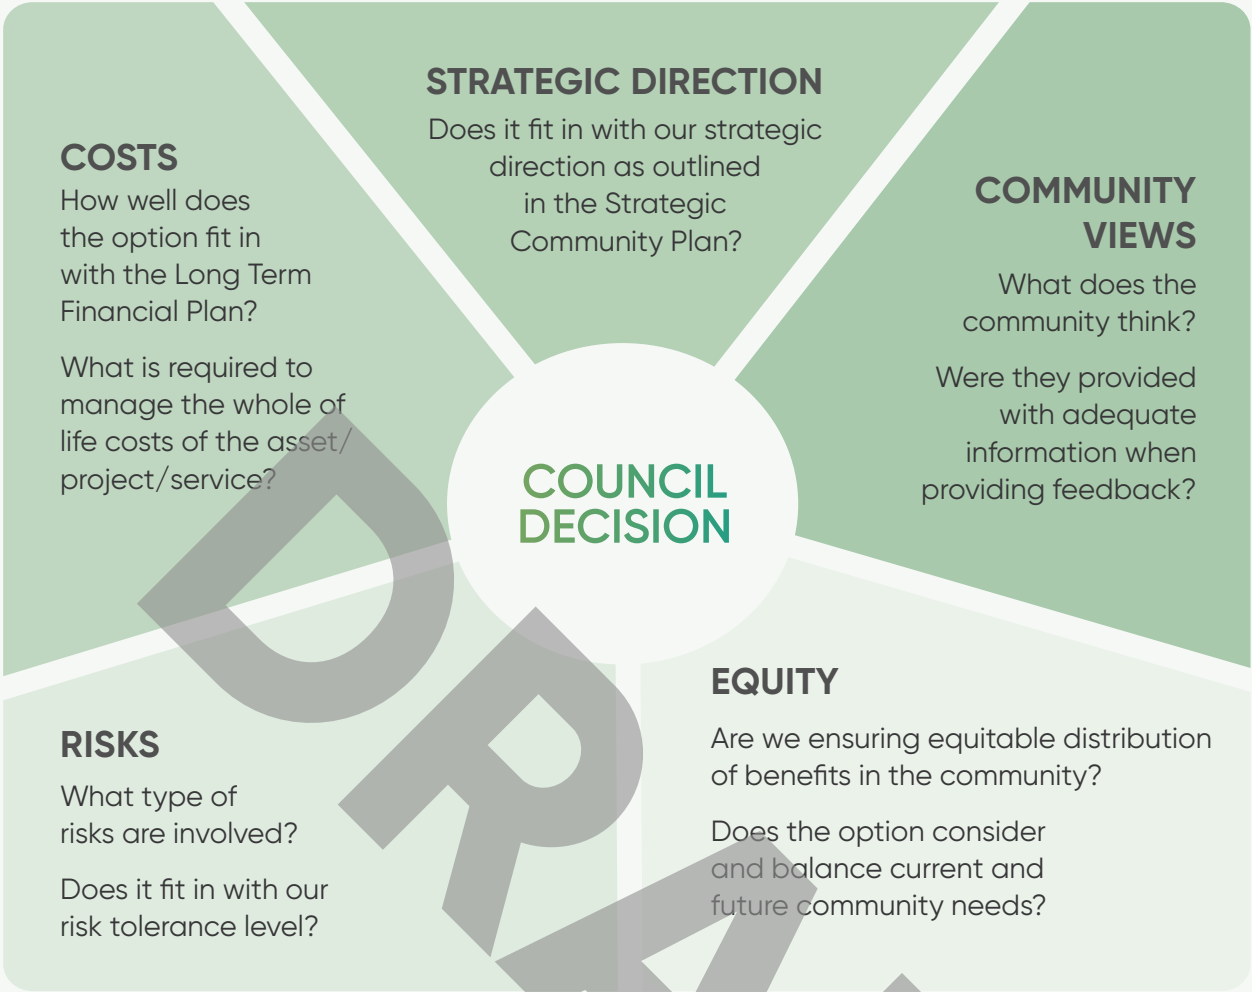 STRATEGIC DIRECTION
Does it fit in with our strategic
direction as outlined
in the Strategic
Community Plan?
COSTS
How well does
the option fit in
with the Long Term
Financial Plan?
What is required to
manage the whole of
life costs of the asset/
project/service?
COMMUNITY
VIEWS
What does the
community think?
Were they provided
with adequate
information when
providing feedback?
COUNCIL
DECISION
RISKS
What type of
risks are involved?
Does it fit in with our
risk tolerance level?
EQUITY
Are we ensuring equitable distribution
of benefits in the community?
Does the option consider
and balance current and
future community needs?